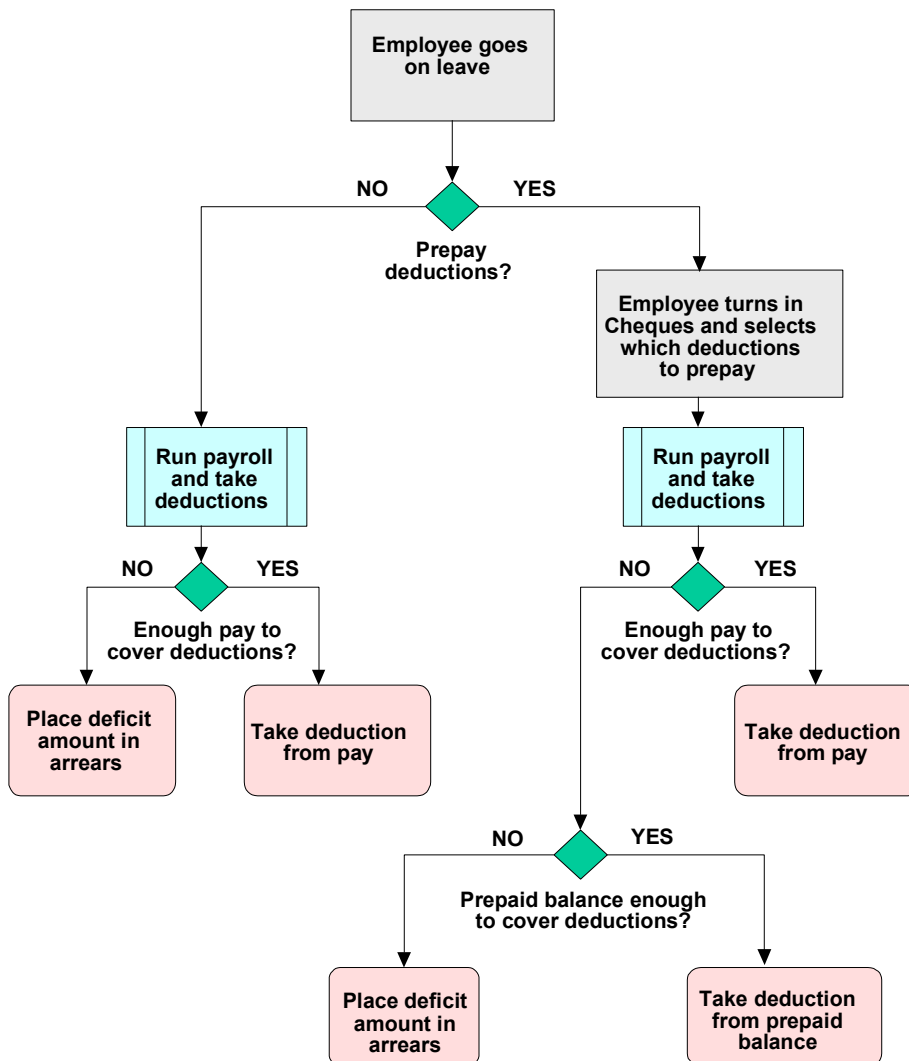 Employee goes
on leave
NO
YES
Prepay
deductions?
Employee turns in
Cheques and selects
which deductions
to prepay
Run payroll
and take
deductions
Run payroll
and take
deductions
NO
YES
NO
YES
Enough pay to
cover deductions?
Enough pay to
cover deductions?
Place deficit
amount in
arrears
Take deduction
from pay
Take deduction
from pay
NO
YES
Prepaid balance enough
to cover deductions?
Place deficit
amount in
arrears
Take deduction
from prepaid
balance